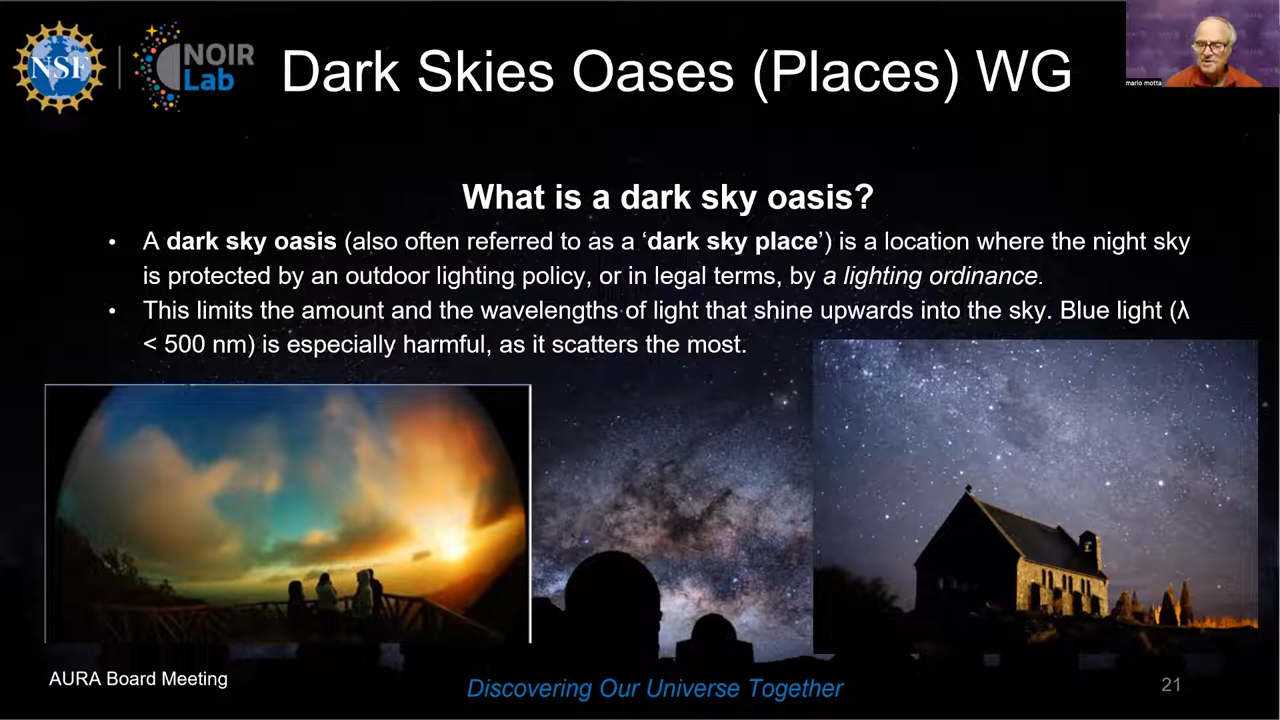 NSF
NOIR
Lab
Dark Skies Oases (Places) WG
mario motta
What is a dark sky oasis?
• A dark sky oasis (also often referred to as a ‘dark sky place’) is a location where the night sky
is protected by an outdoor lighting policy, or in legal terms, by a lighting ordinance.
• This limits the amount and the wavelengths of light that shine upwards into the sky. Blue light (λ
< 500 nm) is especially harmful, as it scatters the most.
AURA Board Meeting
Discovering Our Universe Together
21